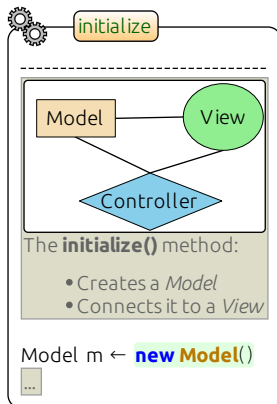 initialize
Model
View
Controller
The initialize() method:
• Creates a Model
• Connects it to a View
Model m ← new Model()
...